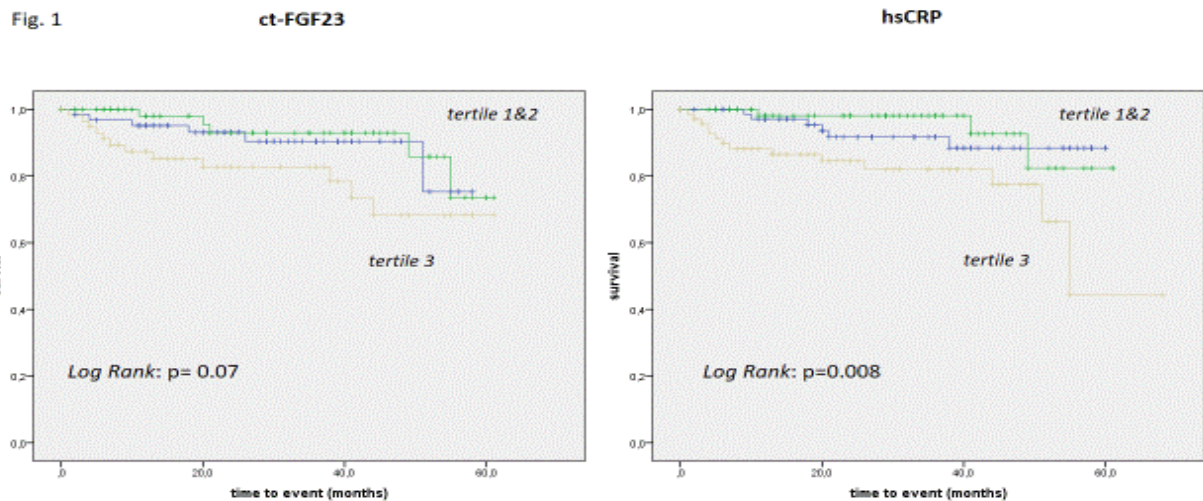 Fig. 1
ct-FGF23
hsCRP
1,0
0,8
0,6
0,4
0,2
0,0
tertile 1&2
tertile 3
Log Rank: p= 0.07
,0
20,0
40,0
60,0
time to event (months)
survival
1,0
0,8
0,6
0,4
0,2
0,0
tertile 1&2
tertile 3
Log Rank: p=0.008
,0
20,0
40,0
60,0
time to event (months)